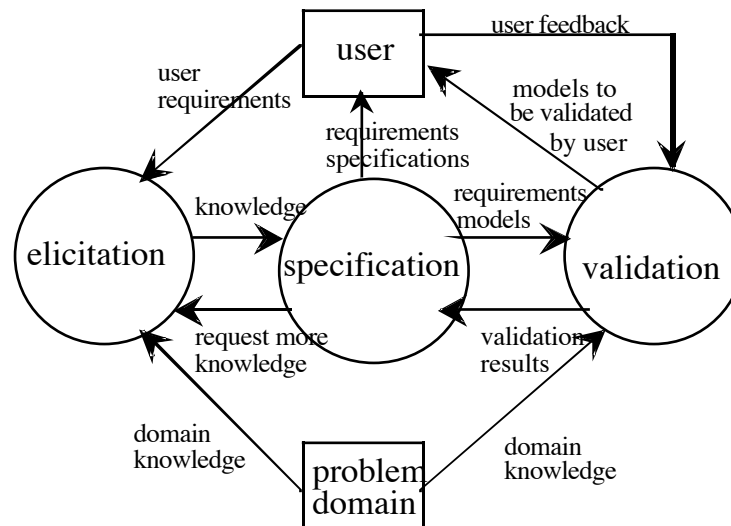 user
user feedback
user
requirements
models to
be validated
by user
requirements
specifications
knowledge
requirements
models
elicitation
specification
validation
request more
knowledge
validation
results
domain
knowledge
problem
domain
domain
knowledge